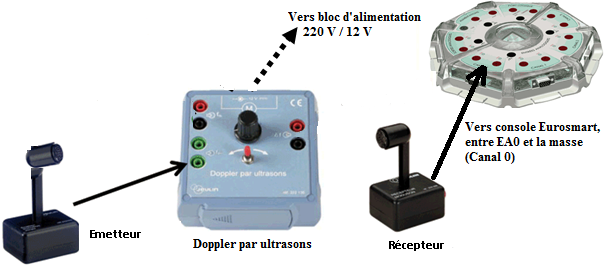 Vers bloc d'alimentation
220 V / 12 V
CE
Vers console Eurosmart,
entre EA0 et la masse
(Canal 0)
Doppler par ultrasons
Emetteur
Doppler par ultrasons
Récepteur